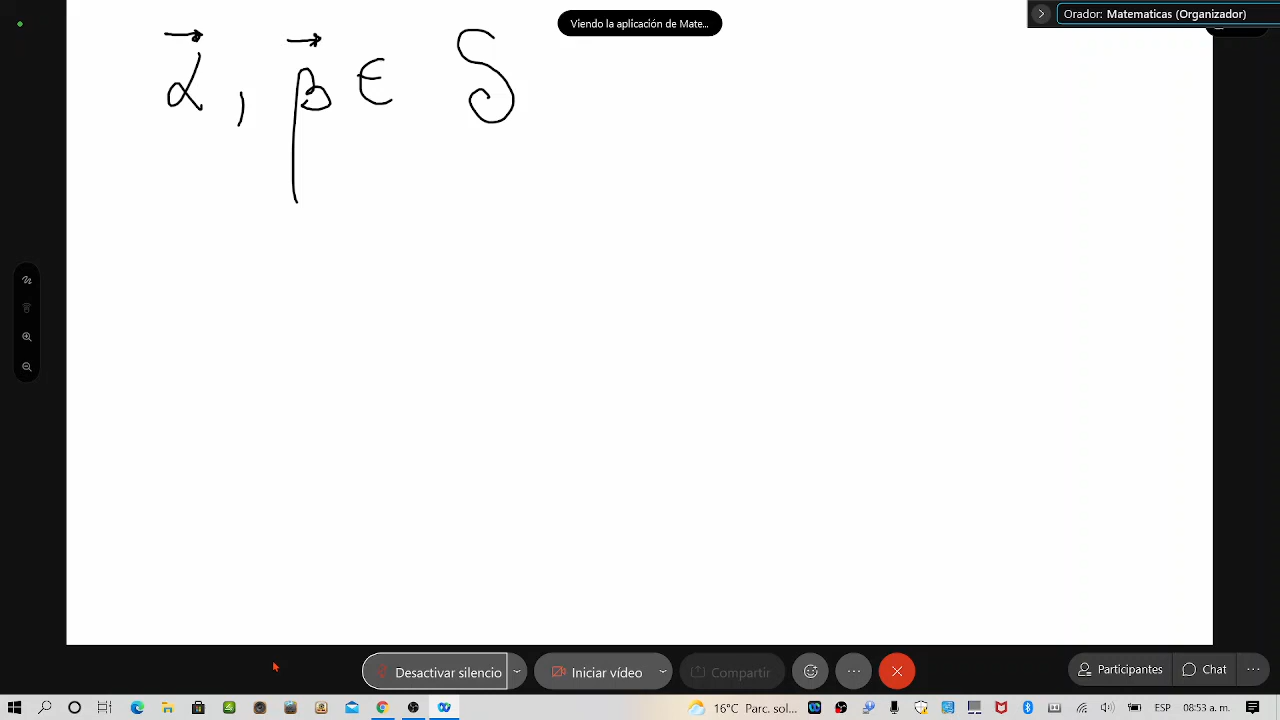 Viendo la aplicación de Mate...
Orador: Matematicas (Organizador)
α⃗, β⃗ ∈ S
Desactivar silencio
Iniciar vídeo
Compartir
Participantes
Chat
16°C Parc. sol...
ESP
08:53 a. m.